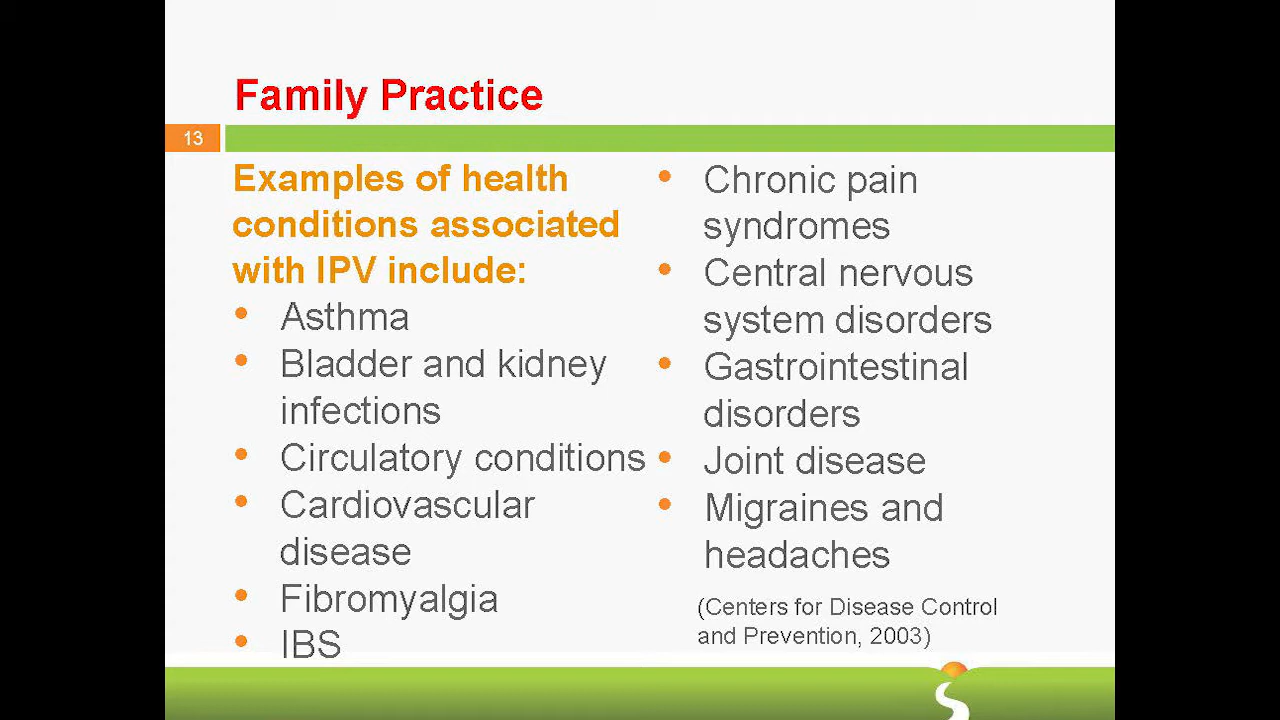 Family Practice
13
Examples of health
conditions associated
with IPV include:
• Asthma
• Bladder and kidney
infections
• Circulatory conditions
• Cardiovascular
disease
• Fibromyalgia
• IBS
• Chronic pain
syndromes
• Central nervous
system disorders
• Gastrointestinal
disorders
• Joint disease
• Migraines and
headaches
(Centers for Disease Control
and Prevention, 2003)